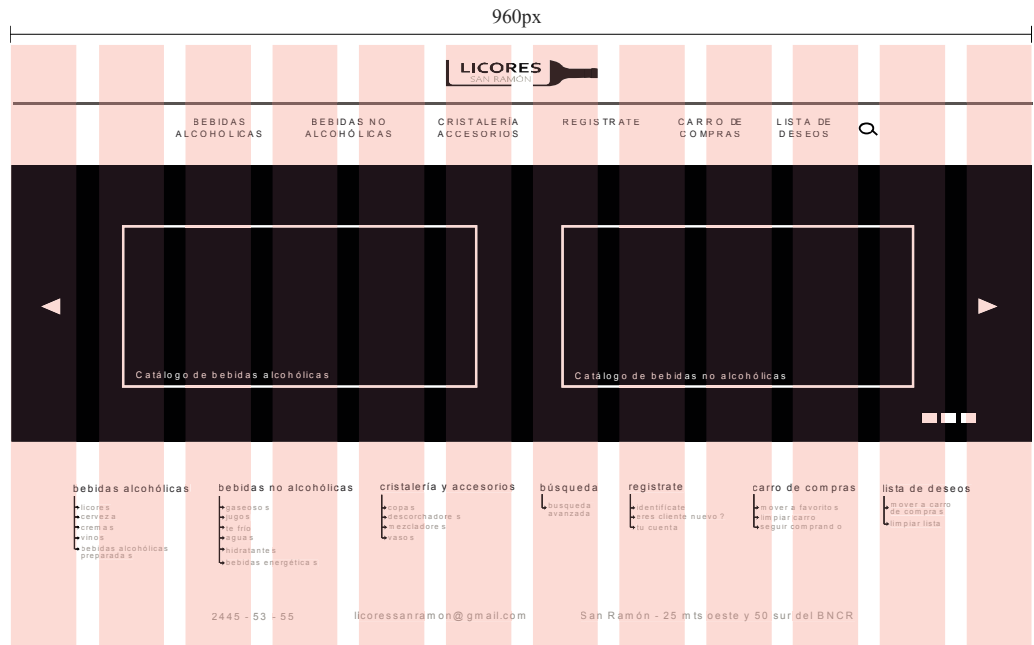 960px
LICORES
SAN RAMÓN
BEBIDAS
ALCOHÓLICAS
BEBIDAS NO
ALCOHÓLICAS
CRISTALERÍA
ACCESORIOS
REGISTRATE
CARRO DE
COMPRAS
LISTA DE
DESEOS
Catálogo de bebidas alcohólicas
Catálogo de bebidas no alcohólicas
bebidas alcohólicas
licores
cerveza
cremas
vinos
bebidas alcohólicas
preparadas
bebidas no alcohólicas
gaseosos
jugos
te frío
aguas
hidratantes
bebidas energéticas
cristalería y accesorios
copas
descorchadores
mezcladores
vasos
búsqueda
busqueda
avanzada
registrate
identifícate
eres cliente nuevo?
tu cuenta
carro de compras
mover a favoritos
limpiar carro
seguir comprando
lista de deseos
mover a carro
de compras
limpiar lista
2445 - 53 - 55
licoressanramon@gmail.com
San Ramón - 25 mts oeste y 50 sur del BNCR